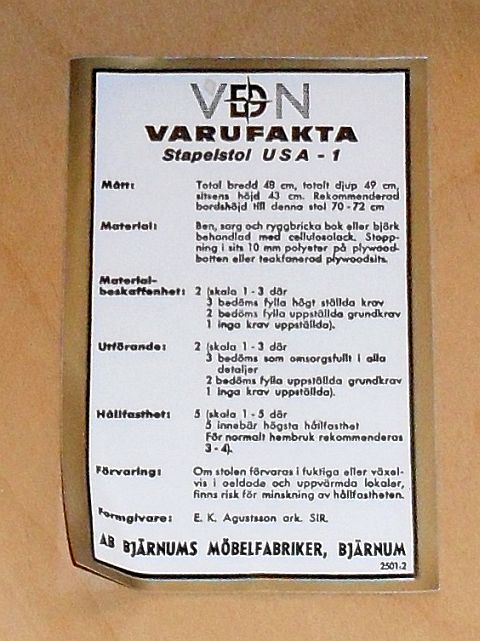 VDN
VARUFAKTA
Stapelstol USA - 1
Mått: Total bredd 48 cm, totalt djup 49 cm,
sitsens höjd 43 cm. Rekommenderad
bordshöjd till denna stol 70-72 cm
Material: Ben, sarg och ryggbricka bok eller björk
behandlad med cellulosalack. Stopp-
ning i sits 10 mm polyeter på plywood-
botten eller teakfanerad plywoodsits.
Material-
beskaffenhet: 2 (skala 1 - 3 där
3 bedöms fylla högt ställda krav
2 bedöms fylla uppställda grundkrav
1 inga krav uppställda).
Utförande: 2 (skala 1 - 3 där
3 bedöms som omsorgsfullt i alla
detaljer
2 bedöms fylla uppställda grundkrav
1 inga krav uppställda).
Hållfasthet: 5 (skala 1 - 5 där
5 innebär högsta hållfasthet
För normalt hembruk rekommenderas
3 - 4).
Förvaring: Om stolen förvaras i fuktiga eller växel-
vis i oeldade och uppvärmda lokaler,
finns risk för minskning av hållfastheten.
Formgivare: E. K. Agustsson ark. SIR.
AB BJÄRNUMS MÖBELFABRIKER, BJÄRNUM
2501:2